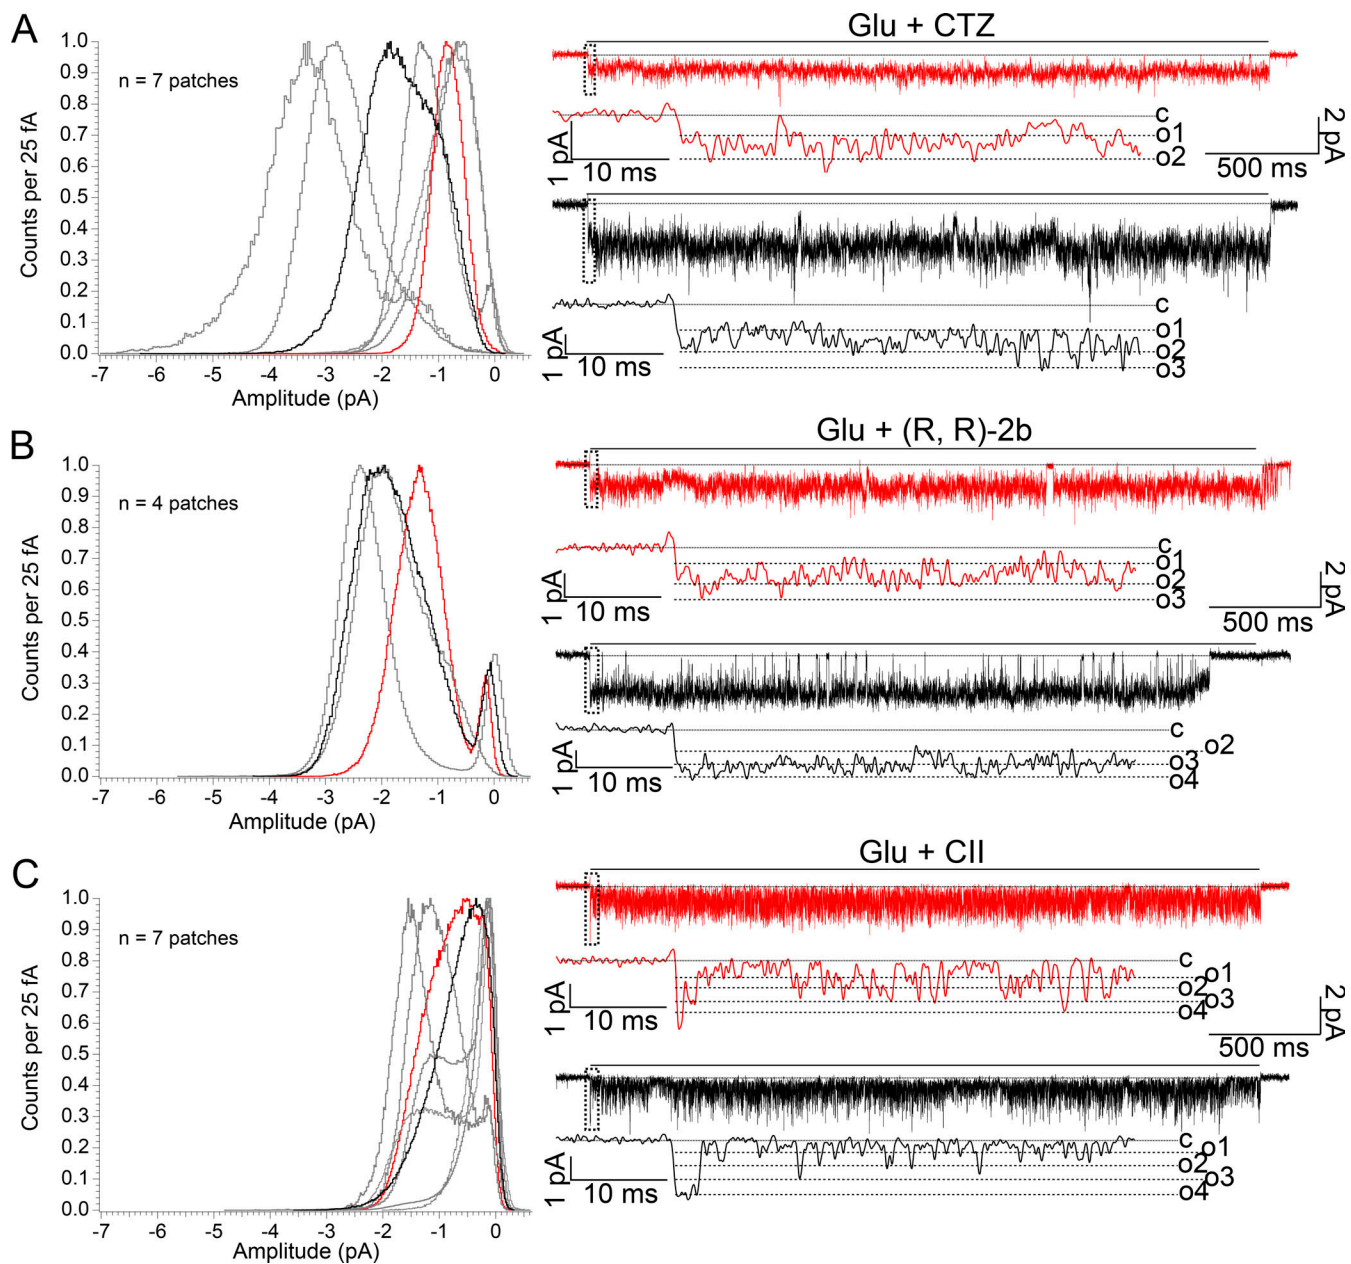 A
Glu + CTZ
n = 7 patches
Counts per 25 fA
1.0
0.9
0.8
0.7
0.6
0.5
0.4
0.3
0.2
0.1
0.0
-7
-6
-5
-4
-3
-2
-1
0
Amplitude (pA)
c
o1
o2
1 pA
10 ms
2 pA
500 ms
c
o1
o2
o3
1 pA
10 ms
B
Glu + (R, R)-2b
n = 4 patches
Counts per 25 fA
1.0
0.9
0.8
0.7
0.6
0.5
0.4
0.3
0.2
0.1
0.0
-7
-6
-5
-4
-3
-2
-1
0
Amplitude (pA)
c
o1
o2
o3
1 pA
10 ms
2 pA
500 ms
c
o2
o3
o4
1 pA
10 ms
C
Glu + CII
n = 7 patches
Counts per 25 fA
1.0
0.9
0.8
0.7
0.6
0.5
0.4
0.3
0.2
0.1
0.0
-7
-6
-5
-4
-3
-2
-1
0
Amplitude (pA)
c
o1
o2
o3
o4
1 pA
10 ms
2 pA
500 ms
c
o1
o2
o3
o4
1 pA
10 ms